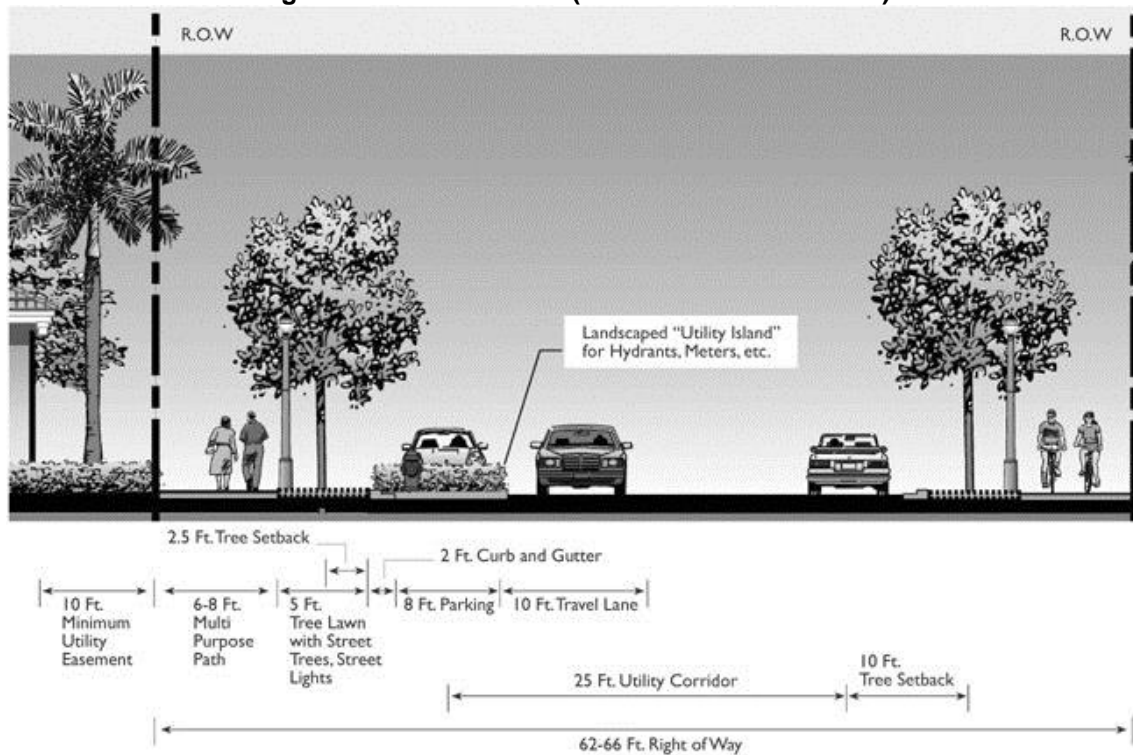 R.O.W
R.O.W
Landscaped “Utility Island”
for Hydrants, Meters, etc.
2.5 Ft. Tree Setback
2 Ft. Curb and Gutter
10 Ft.
Minimum
Utility
Easement
6-8 Ft.
Multi
Purpose
Path
5 Ft.
Tree Lawn
with Street
Trees, Street
Lights
8 Ft. Parking
10 Ft. Travel Lane
25 Ft. Utility Corridor
10 Ft.
Tree Setback
62-66 Ft. Right of Way